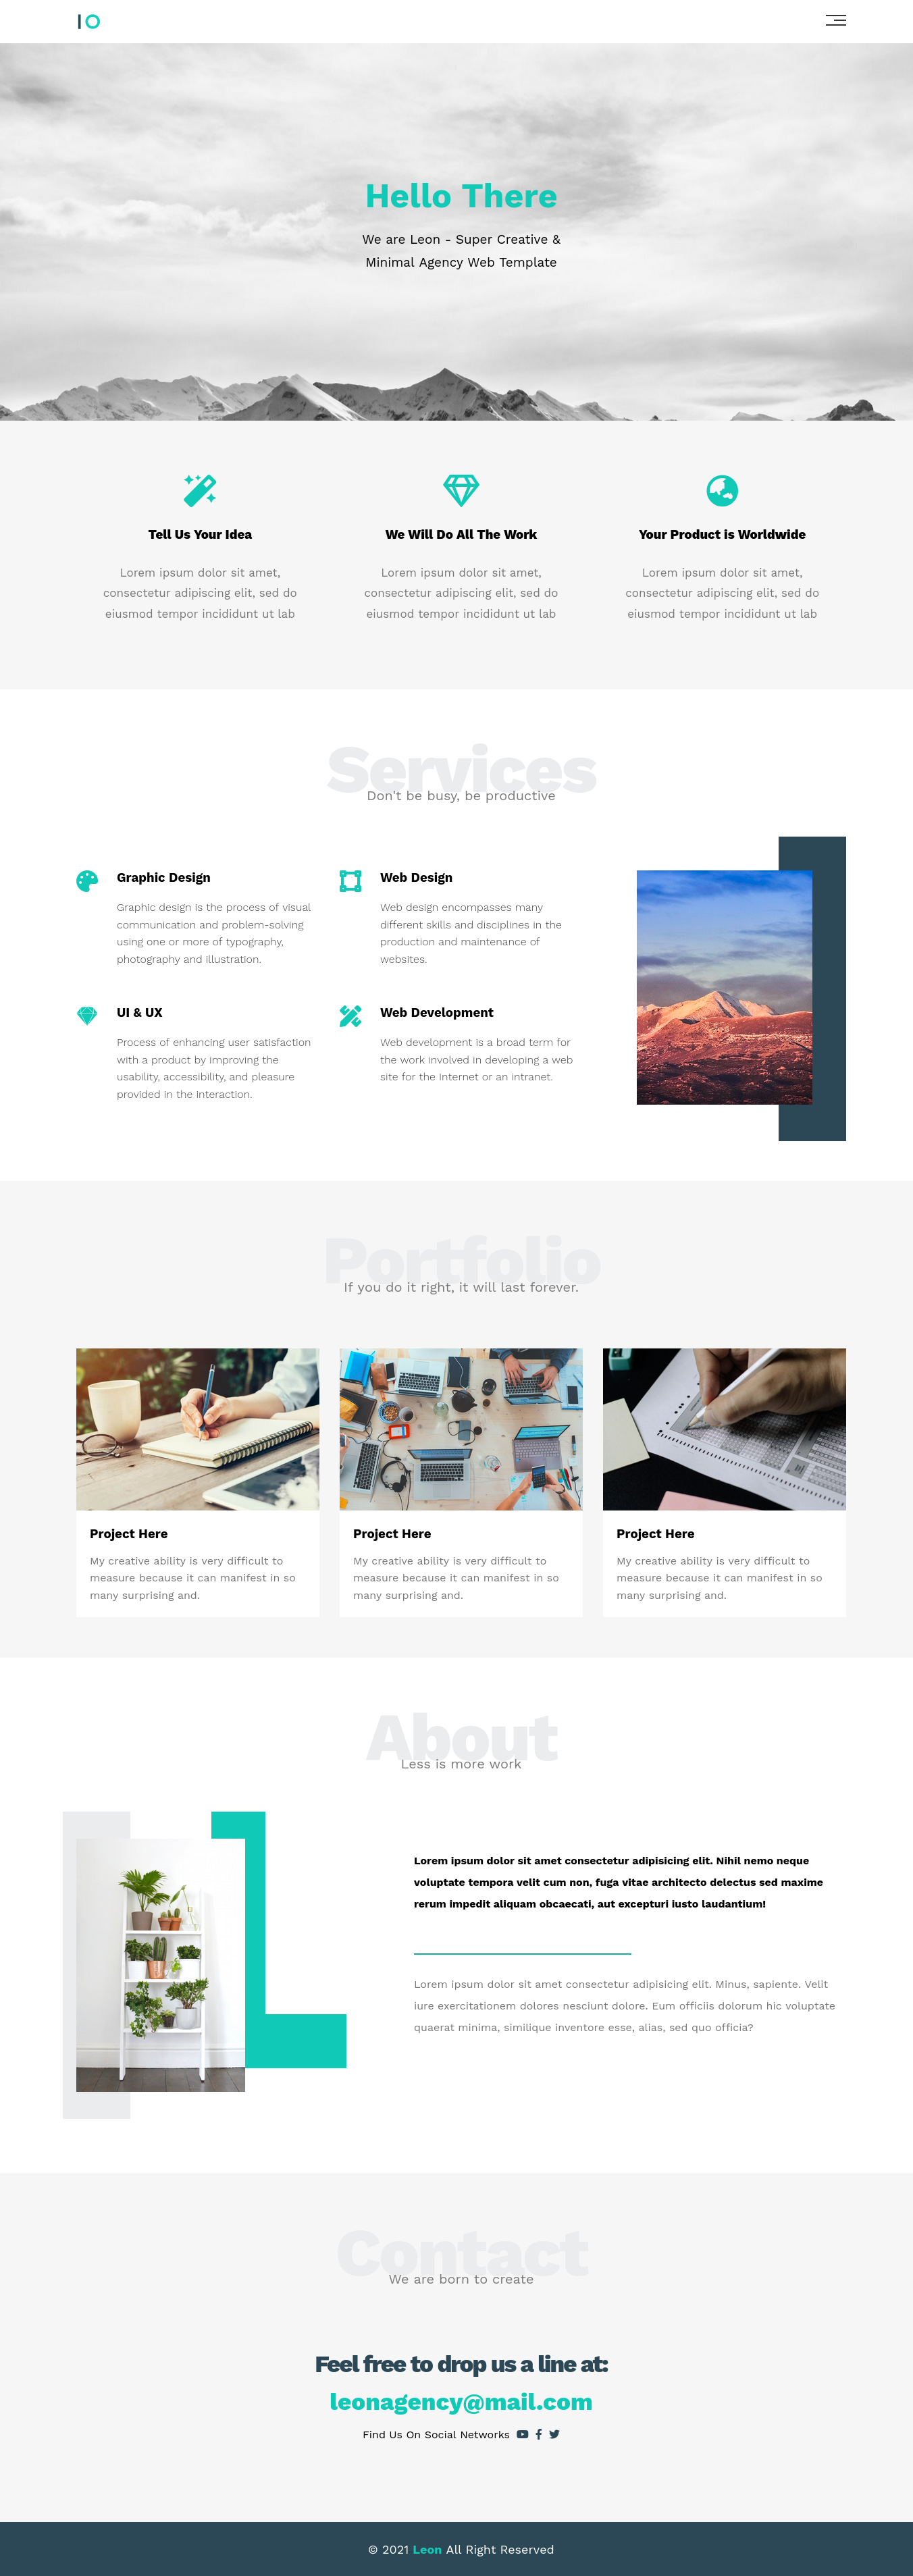 IO
Hello There
We are Leon - Super Creative &
Minimal Agency Web Template
Tell Us Your Idea
Lorem ipsum dolor sit amet,
consectetur adipiscing elit, sed do
eiusmod tempor incididunt ut lab
We Will Do All The Work
Lorem ipsum dolor sit amet,
consectetur adipiscing elit, sed do
eiusmod tempor incididunt ut lab
Your Product is Worldwide
Lorem ipsum dolor sit amet,
consectetur adipiscing elit, sed do
eiusmod tempor incididunt ut lab
Services
Don't be busy, be productive
Graphic Design
Graphic design is the process of visual
communication and problem-solving
using one or more of typography,
photography and illustration.
Web Design
Web design encompasses many
different skills and disciplines in the
production and maintenance of
websites.
UI & UX
Process of enhancing user satisfaction
with a product by improving the
usability, accessibility, and pleasure
provided in the interaction.
Web Development
Web development is a broad term for
the work involved in developing a web
site for the Internet or an intranet.
Portfolio
If you do it right, it will last forever.
Project Here
My creative ability is very difficult to
measure because it can manifest in so
many surprising and.
Project Here
My creative ability is very difficult to
measure because it can manifest in so
many surprising and.
Project Here
My creative ability is very difficult to
measure because it can manifest in so
many surprising and.
About
Less is more work
Lorem ipsum dolor sit amet consectetur adipisicing elit. Nihil nemo neque
voluptate tempora velit cum non, fuga vitae architecto delectus sed maxime
rerum impedit aliquam obcaecati, aut excepturi iusto laudantium!
Lorem ipsum dolor sit amet consectetur adipisicing elit. Minus, sapiente. Velit
iure exercitationem dolores nesciunt dolore. Eum officiis dolorum hic voluptate
quaerat minima, similique inventore esse, alias, sed quo officia?
Contact
We are born to create
Feel free to drop us a line at:
leonagency@mail.com
Find Us On Social Networks
© 2021 Leon All Right Reserved